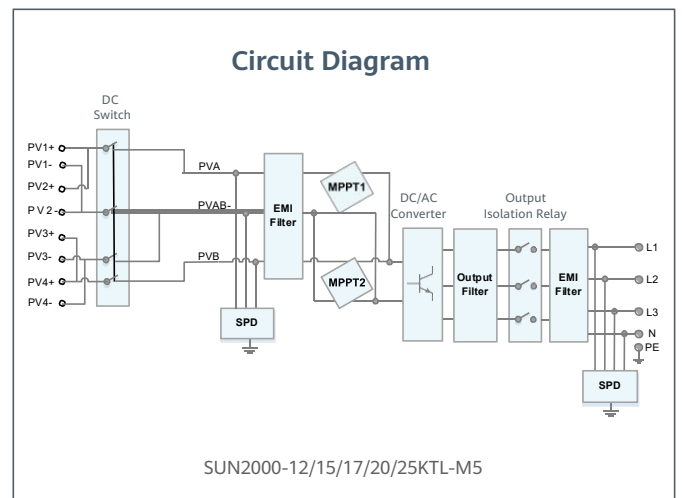 Circuit Diagram
DC
Switch
PV1+
PV1-
PV2+
PV2-
PV3+
PV3-
PV4+
PV4-
PVA
PVAB-
PVB
EMI
Filter
MPPT1
MPPT2
SPD
DC/AC
Converter
Output
Filter
Output
Isolation Relay
EMI
Filter
L1
L2
L3
N
PE
SPD
SUN2000-12/15/17/20/25KTL-M5